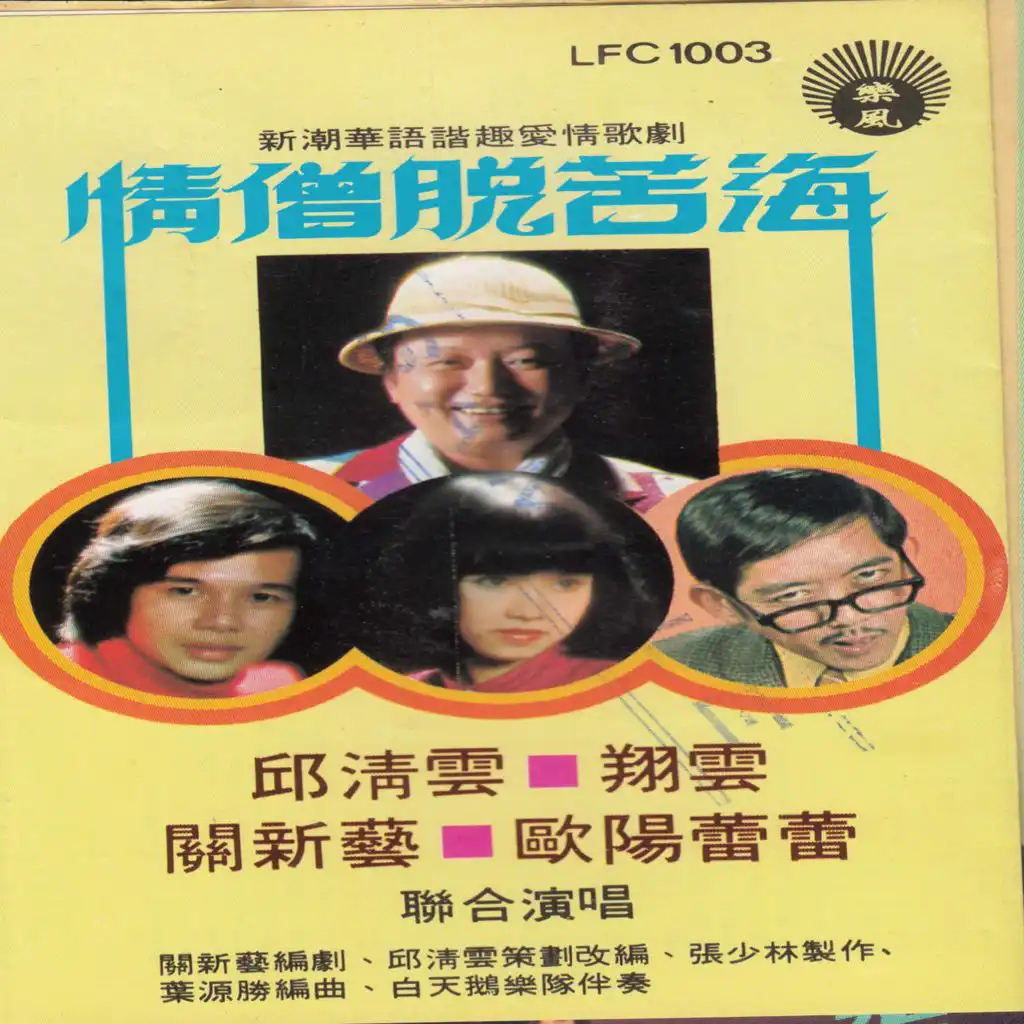 LFC 1003
樂
風
新潮華語諧趣愛情歌劇
情僧脫苦海
邱清雲■翔雲
關新藝■歐陽蕾蕾
聯合演唱
關新藝編劇、邱清雲策劃改編、張少林製作、
葉源勝編曲、白天鵝樂隊伴奏